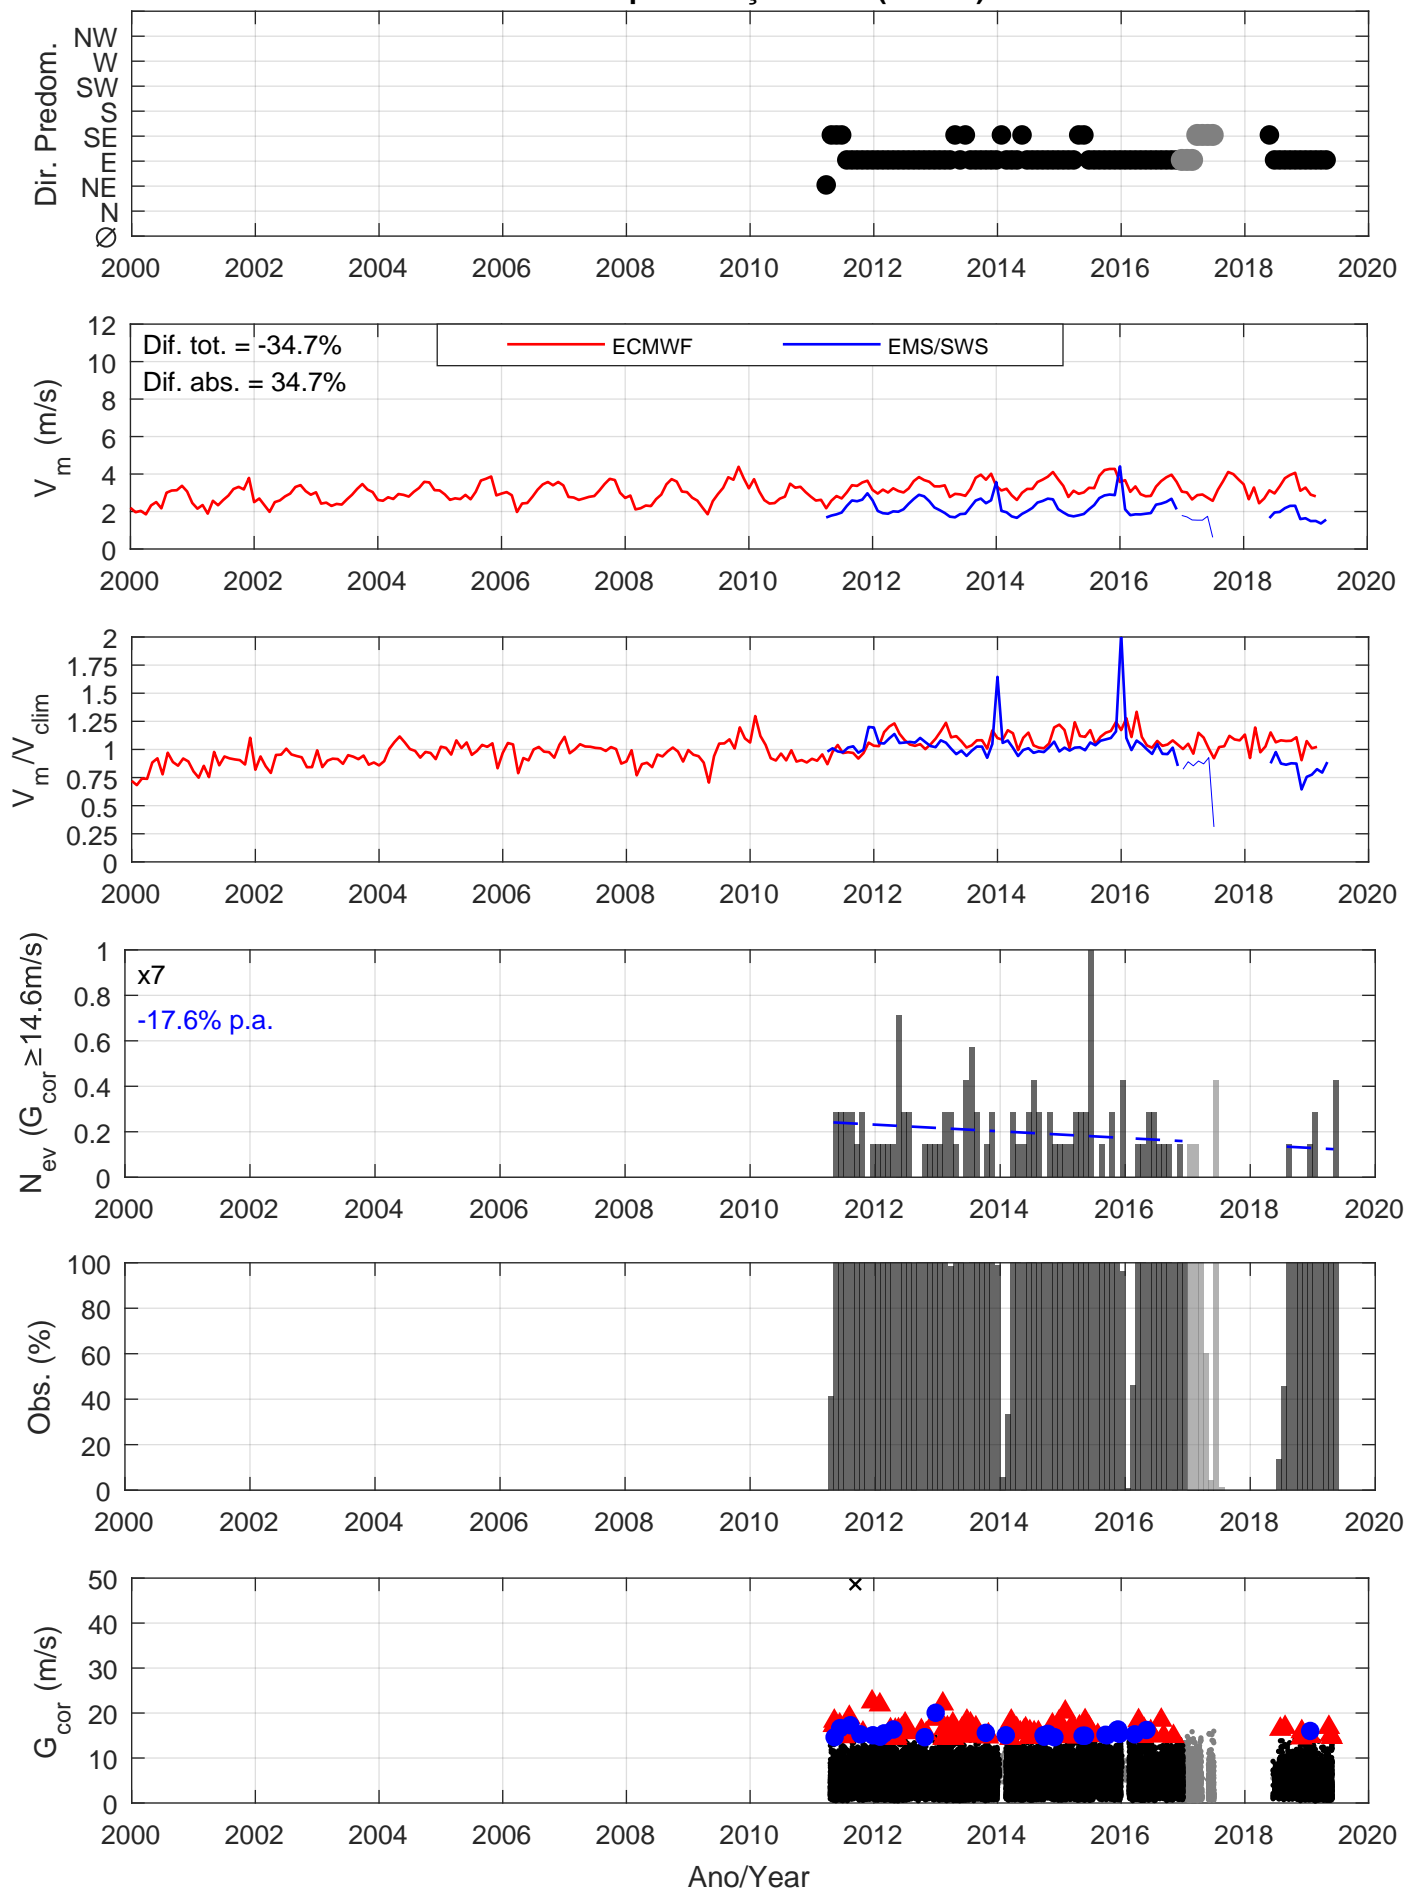 NW
W
SW
S
SE
E
NE
N
Ø
Dir. Predom.
2000 2002 2004 2006 2008 2010 2012 2014 2016 2018 2020
12
10
8
6
4
2
0
V_m (m/s)
Dif. tot. = -34.7%
Dif. abs. = 34.7%
ECMWF EMS/SWS
2000 2002 2004 2006 2008 2010 2012 2014 2016 2018 2020
2
1.75
1.5
1.25
1
0.75
0.5
0.25
0
V_m/V_clim
2000 2002 2004 2006 2008 2010 2012 2014 2016 2018 2020
1
0.8
0.6
0.4
0.2
0
N_ev (G_cor≥14.6m/s)
x7
-17.6% p.a.
2000 2002 2004 2006 2008 2010 2012 2014 2016 2018 2020
100
80
60
40
20
0
Obs. (%)
2000 2002 2004 2006 2008 2010 2012 2014 2016 2018 2020
50
40
30
20
10
0
G_cor (m/s)
2000 2002 2004 2006 2008 2010 2012 2014 2016 2018 2020
Ano/Year